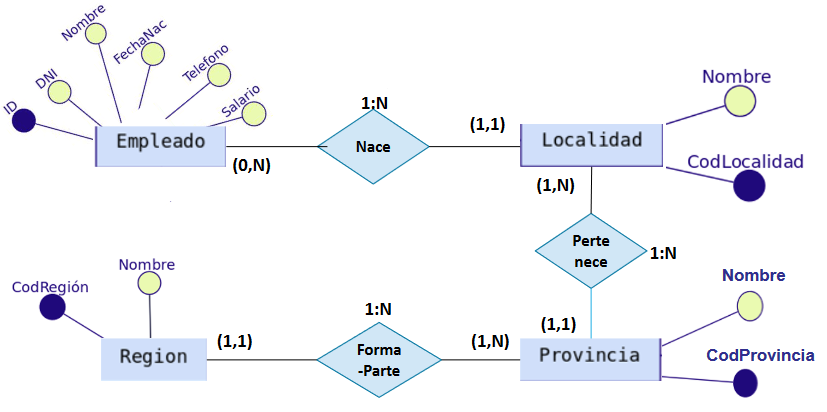 Nombre
FechaNac
DNI
Telefono
ID
Salario
Empleado
(0,N)
1:N
Nace
(1,1)
Localidad
Nombre
CodLocalidad
(1,N)
Perte
nece
1:N
(1,1)
CodRegión
Nombre
Region
(1,1)
1:N
Forma
-Parte
(1,N)
Provincia
Nombre
CodProvincia